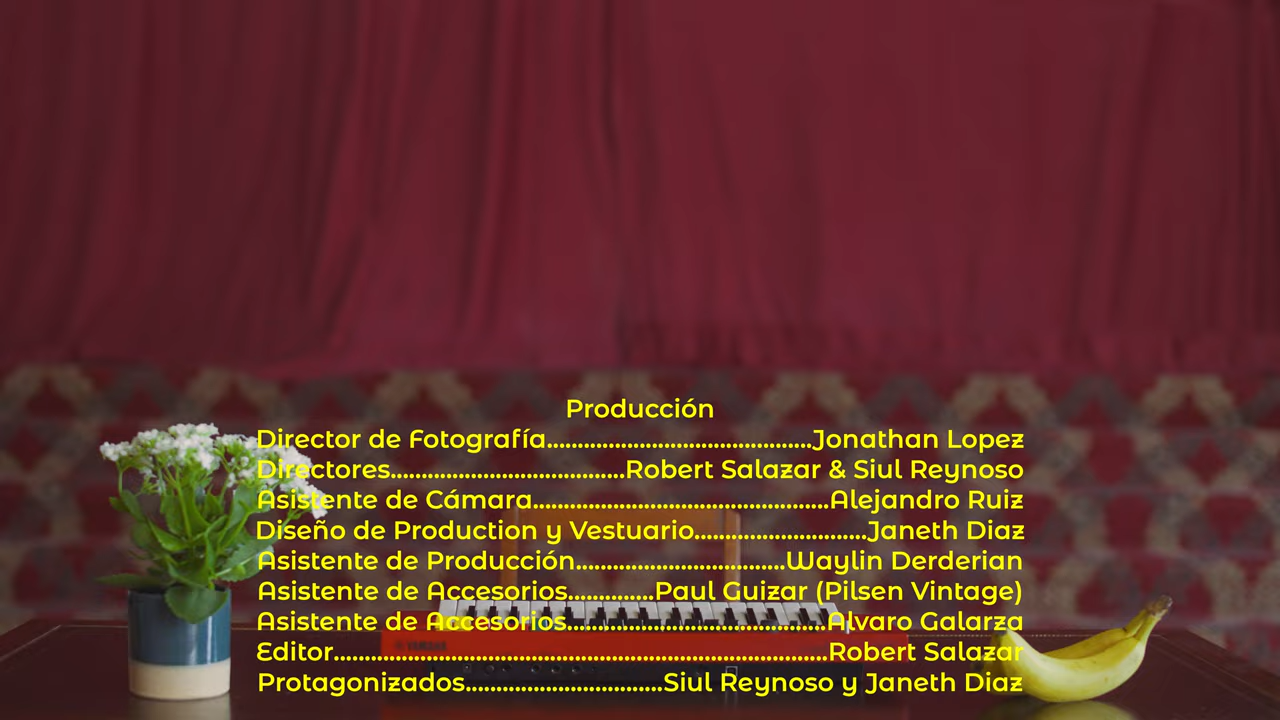 Producción
Director de Fotografía...........................................Jonathan Lopez
Directores......................................Robert Salazar & Siul Reynoso
Asistente de Cámara................................................Alejandro Ruiz
Diseño de Production y Vestuario............................Janeth Diaz
Asistente de Producción..................................Waylin Derderian
Asistente de Accesorios..............Paul Guizar (Pilsen Vintage)
Asistente de Accesorios..........................................Alvaro Galarza
Editor................................................................................Robert Salazar
Protagonizados................................Siul Reynoso y Janeth Diaz
YAMAHA